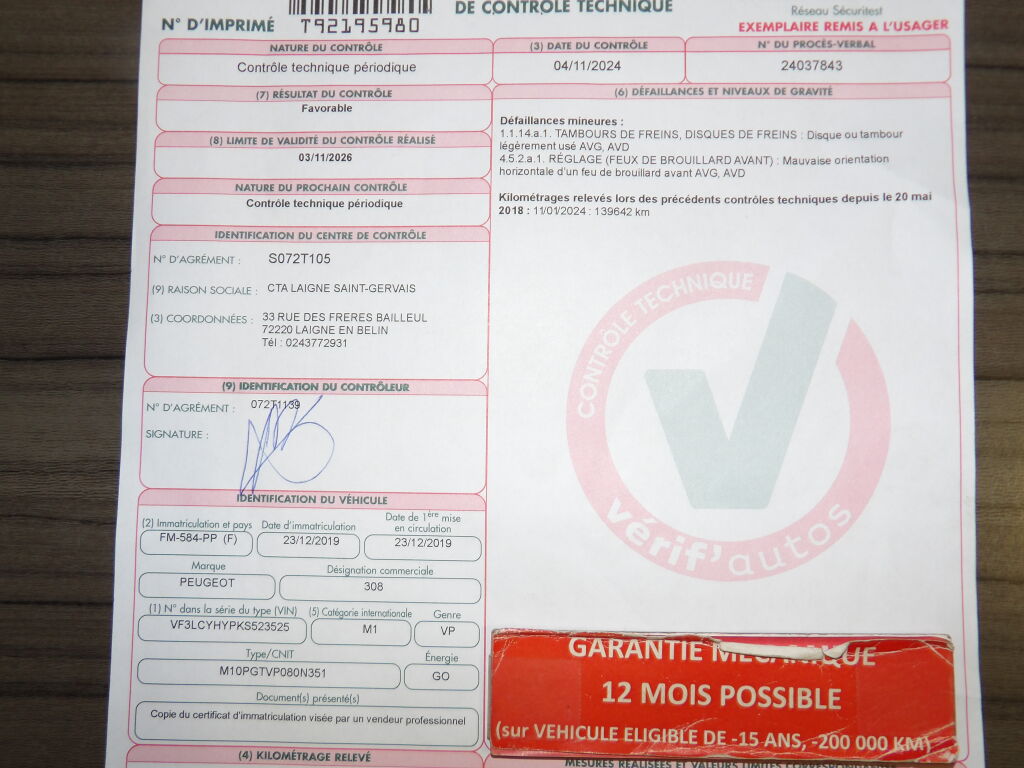 DE CONTRÔLE TECHNIQUE
N° D'IMPRIMÉ T92195980
Réseau Sécuritest
EXEMPLAIRE REMIS A L'USAGER
NATURE DU CONTRÔLE
Contrôle technique périodique
(3) DATE DU CONTRÔLE
04/11/2024
N° DU PROCÈS-VERBAL
24037843
(7) RÉSULTAT DU CONTRÔLE
Favorable
(8) LIMITE DE VALIDITÉ DU CONTRÔLE RÉALISÉ
03/11/2026
NATURE DU PROCHAIN CONTRÔLE
Contrôle technique périodique
IDENTIFICATION DU CENTRE DE CONTRÔLE
N° D'AGRÉMENT : S072T105
(9) RAISON SOCIALE : CTA LAIGNE SAINT-GERVAIS
(3) COORDONNÉES : 33 RUE DES FRERES BAILLEUL
72220 LAIGNE EN BELIN
Tél : 0243772931
(9) IDENTIFICATION DU CONTRÔLEUR
N° D'AGRÉMENT : 072T1139
SIGNATURE :
IDENTIFICATION DU VÉHICULE
(2) Immatriculation et pays
FM-584-PP (F)
Date d'immatriculation
23/12/2019
Date de 1ère mise
en circulation
23/12/2019
Marque
PEUGEOT
Désignation commerciale
308
(1) N° dans la série du type (VIN)
VF3LCYHYPKS523525
(5) Catégorie internationale
M1
Genre
VP
Type/CNIT
M10PGTVP080N351
Énergie
GO
Document(s) présenté(s)
Copie du certificat d'immatriculation visée par un vendeur professionnel
(4) KILOMÉTRAGE RELEVÉ
(6) DÉFAILLANCES ET NIVEAUX DE GRAVITÉ
Défaillances mineures :
1.1.14.a.1. TAMBOURS DE FREINS, DISQUES DE FREINS : Disque ou tambour
légèrement usé AVG, AVD
4.5.2.a.1. RÉGLAGE (FEUX DE BROUILLARD AVANT) : Mauvaise orientation
horizontale d'un feu de brouillard avant AVG, AVD
Kilométrages relevés lors des précédents contrôles techniques depuis le 20 mai
2018 : 11/01/2024 : 139642 km
CONTRÔLE TECHNIQUE
vérif'autos
GARANTIE MECANIQUE
12 MOIS POSSIBLE
(sur VEHICULE ELIGIBLE DE -15 ANS, -200 000 KM)
MESURES RÉALISÉES ET VALEURS LIMITES